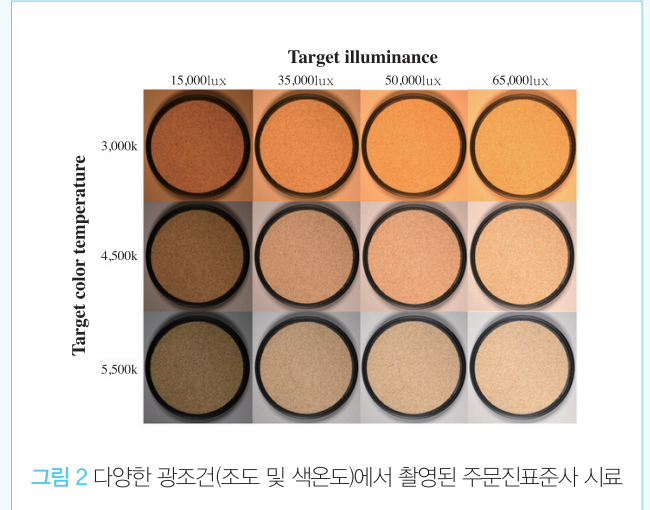 Target illuminance
15,000lux 35,000lux 50,000lux 65,000lux
Target color temperature
3,000k
4,500k
5,500k
그림 2 다양한 광조건(조도 및 색온도)에서 촬영된 주문진표준사 시료